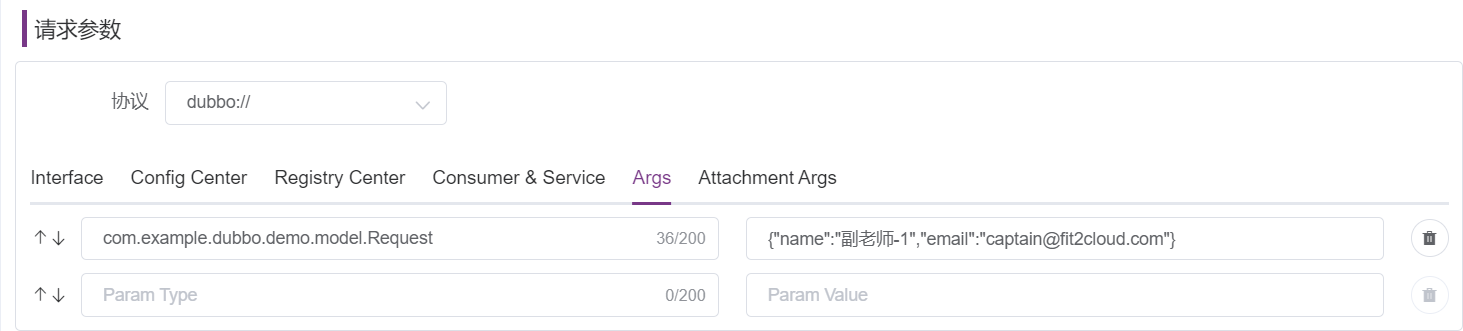 请求参数
协议 dubbo://
Interface Config Center Registry Center Consumer & Service Args Attachment Args
com.example.dubbo.demo.model.Request 36/200 {"name":"副老师-1","email":"captain@fit2cloud.com"}
Param Type 0/200 Param Value